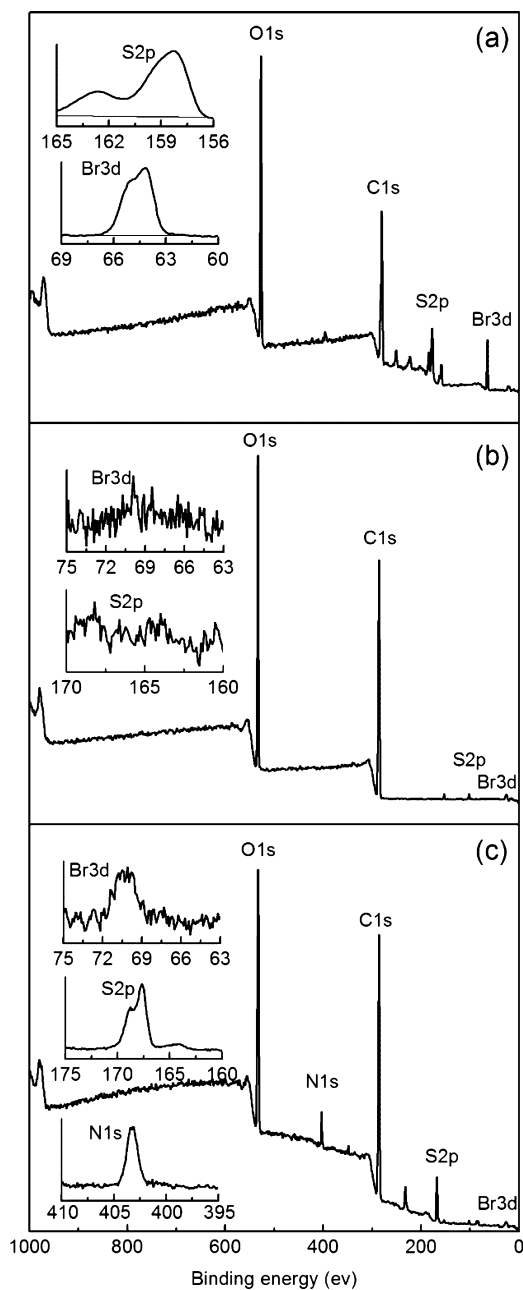 (a)
O1s
S2p
165 162 159 156
Br3d
69 66 63 60
C1s
S2p
Br3d
(b)
O1s
Br3d
75 72 69 66 63
C1s
S2p
170 165 160
S2p
Br3d
(c)
O1s
Br3d
75 72 69 66 63
C1s
S2p
175 170 165 160
N1s
N1s
410 405 400 395
S2p
Br3d
1000 800 600 400 200 0
Binding energy (ev)